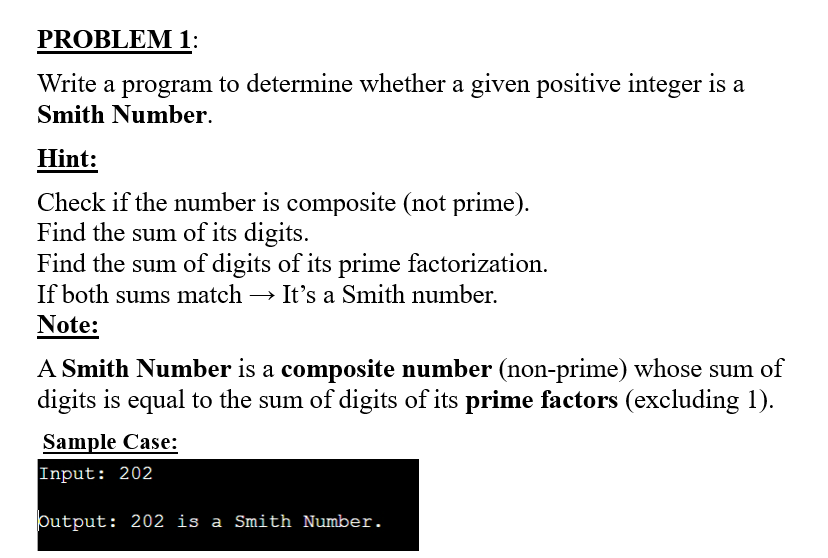 PROBLEM 1:
Write a program to determine whether a given positive integer is a
Smith Number.
Hint:
Check if the number is composite (not prime).
Find the sum of its digits.
Find the sum of digits of its prime factorization.
If both sums match → It’s a Smith number.
Note:
A Smith Number is a composite number (non-prime) whose sum of
digits is equal to the sum of digits of its prime factors (excluding 1).
Sample Case:
Input: 202
Output: 202 is a Smith Number.